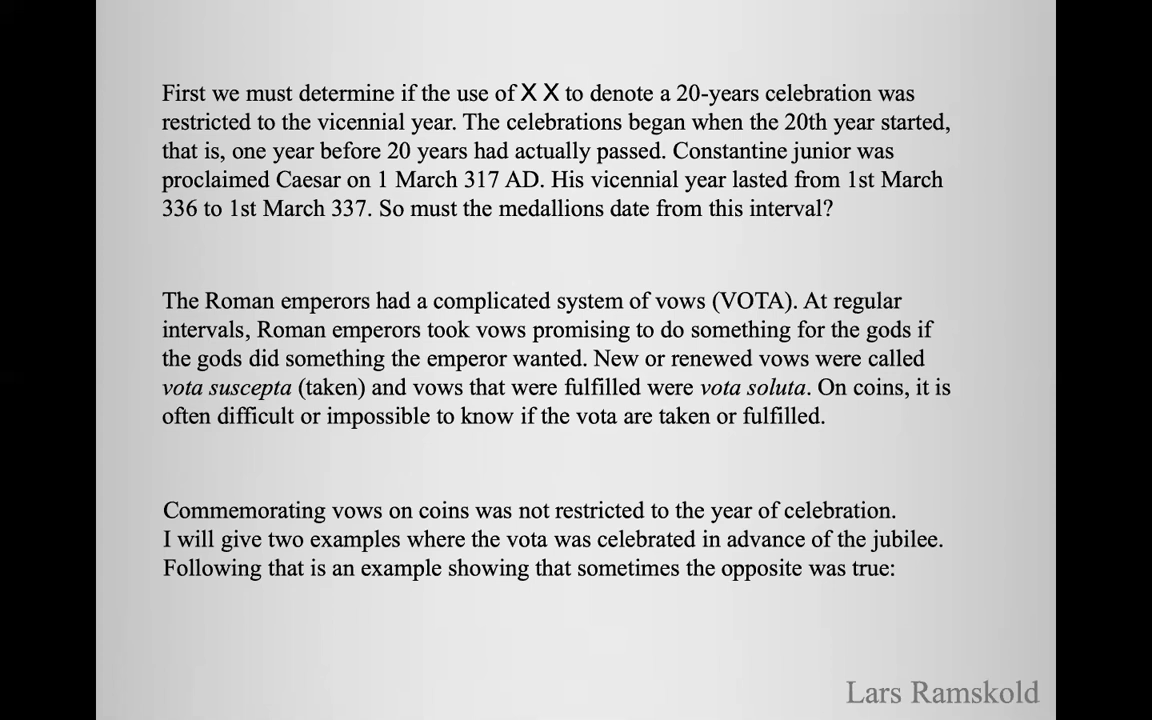 First we must determine if the use of X X to denote a 20-years celebration was
restricted to the vicennial year. The celebrations began when the 20th year started,
that is, one year before 20 years had actually passed. Constantine junior was
proclaimed Caesar on 1 March 317 AD. His vicennial year lasted from 1st March
336 to 1st March 337. So must the medallions date from this interval?
The Roman emperors had a complicated system of vows (VOTA). At regular
intervals, Roman emperors took vows promising to do something for the gods if
the gods did something the emperor wanted. New or renewed vows were called
vota suscepta (taken) and vows that were fulfilled were vota soluta. On coins, it is
often difficult or impossible to know if the vota are taken or fulfilled.
Commemorating vows on coins was not restricted to the year of celebration.
I will give two examples where the vota was celebrated in advance of the jubilee.
Following that is an example showing that sometimes the opposite was true:
Lars Ramskold